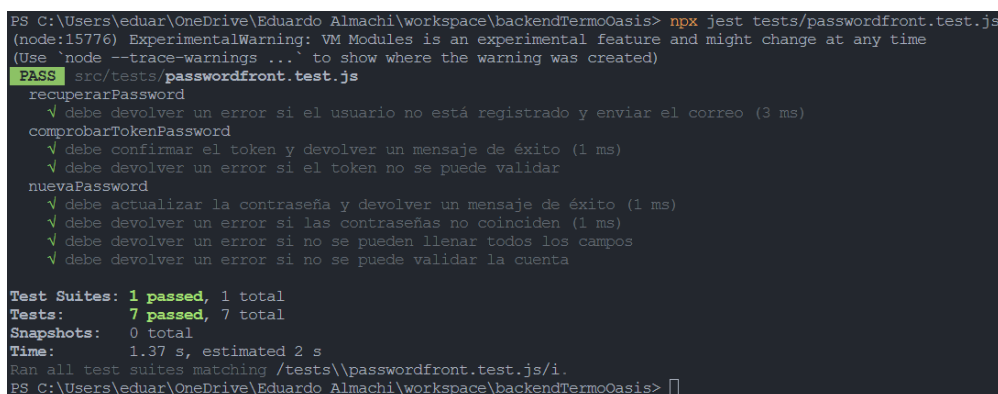 PS C:\Users\eduar\OneDrive\Eduardo Almachi\workspace\backendTermoOasis> npx jest tests/passwordfront.test.js
(node:15776) ExperimentalWarning: VM Modules is an experimental feature and might change at any time
(Use `node --trace-warnings ...` to show where the warning was created)
PASS src/tests/passwordfront.test.js
recuperarPassword
√ debe devolver un error si el usuario no está registrado y enviar el correo (3 ms)
comprobarTokenPassword
√ debe confirmar el token y devolver un mensaje de éxito (1 ms)
√ debe devolver un error si el token no se puede validar
nuevaPassword
√ debe actualizar la contraseña y devolver un mensaje de éxito (1 ms)
√ debe devolver un error si las contraseñas no coinciden (1 ms)
√ debe devolver un error si no se pueden llenar todos los campos
√ debe devolver un error si no se puede validar la cuenta
Test Suites: 1 passed, 1 total
Tests: 7 passed, 7 total
Snapshots: 0 total
Time: 1.37 s, estimated 2 s
Ran all test suites matching /tests\\passwordfront.test.js/i.
PS C:\Users\eduar\OneDrive\Eduardo Almachi\workspace\backendTermoOasis>